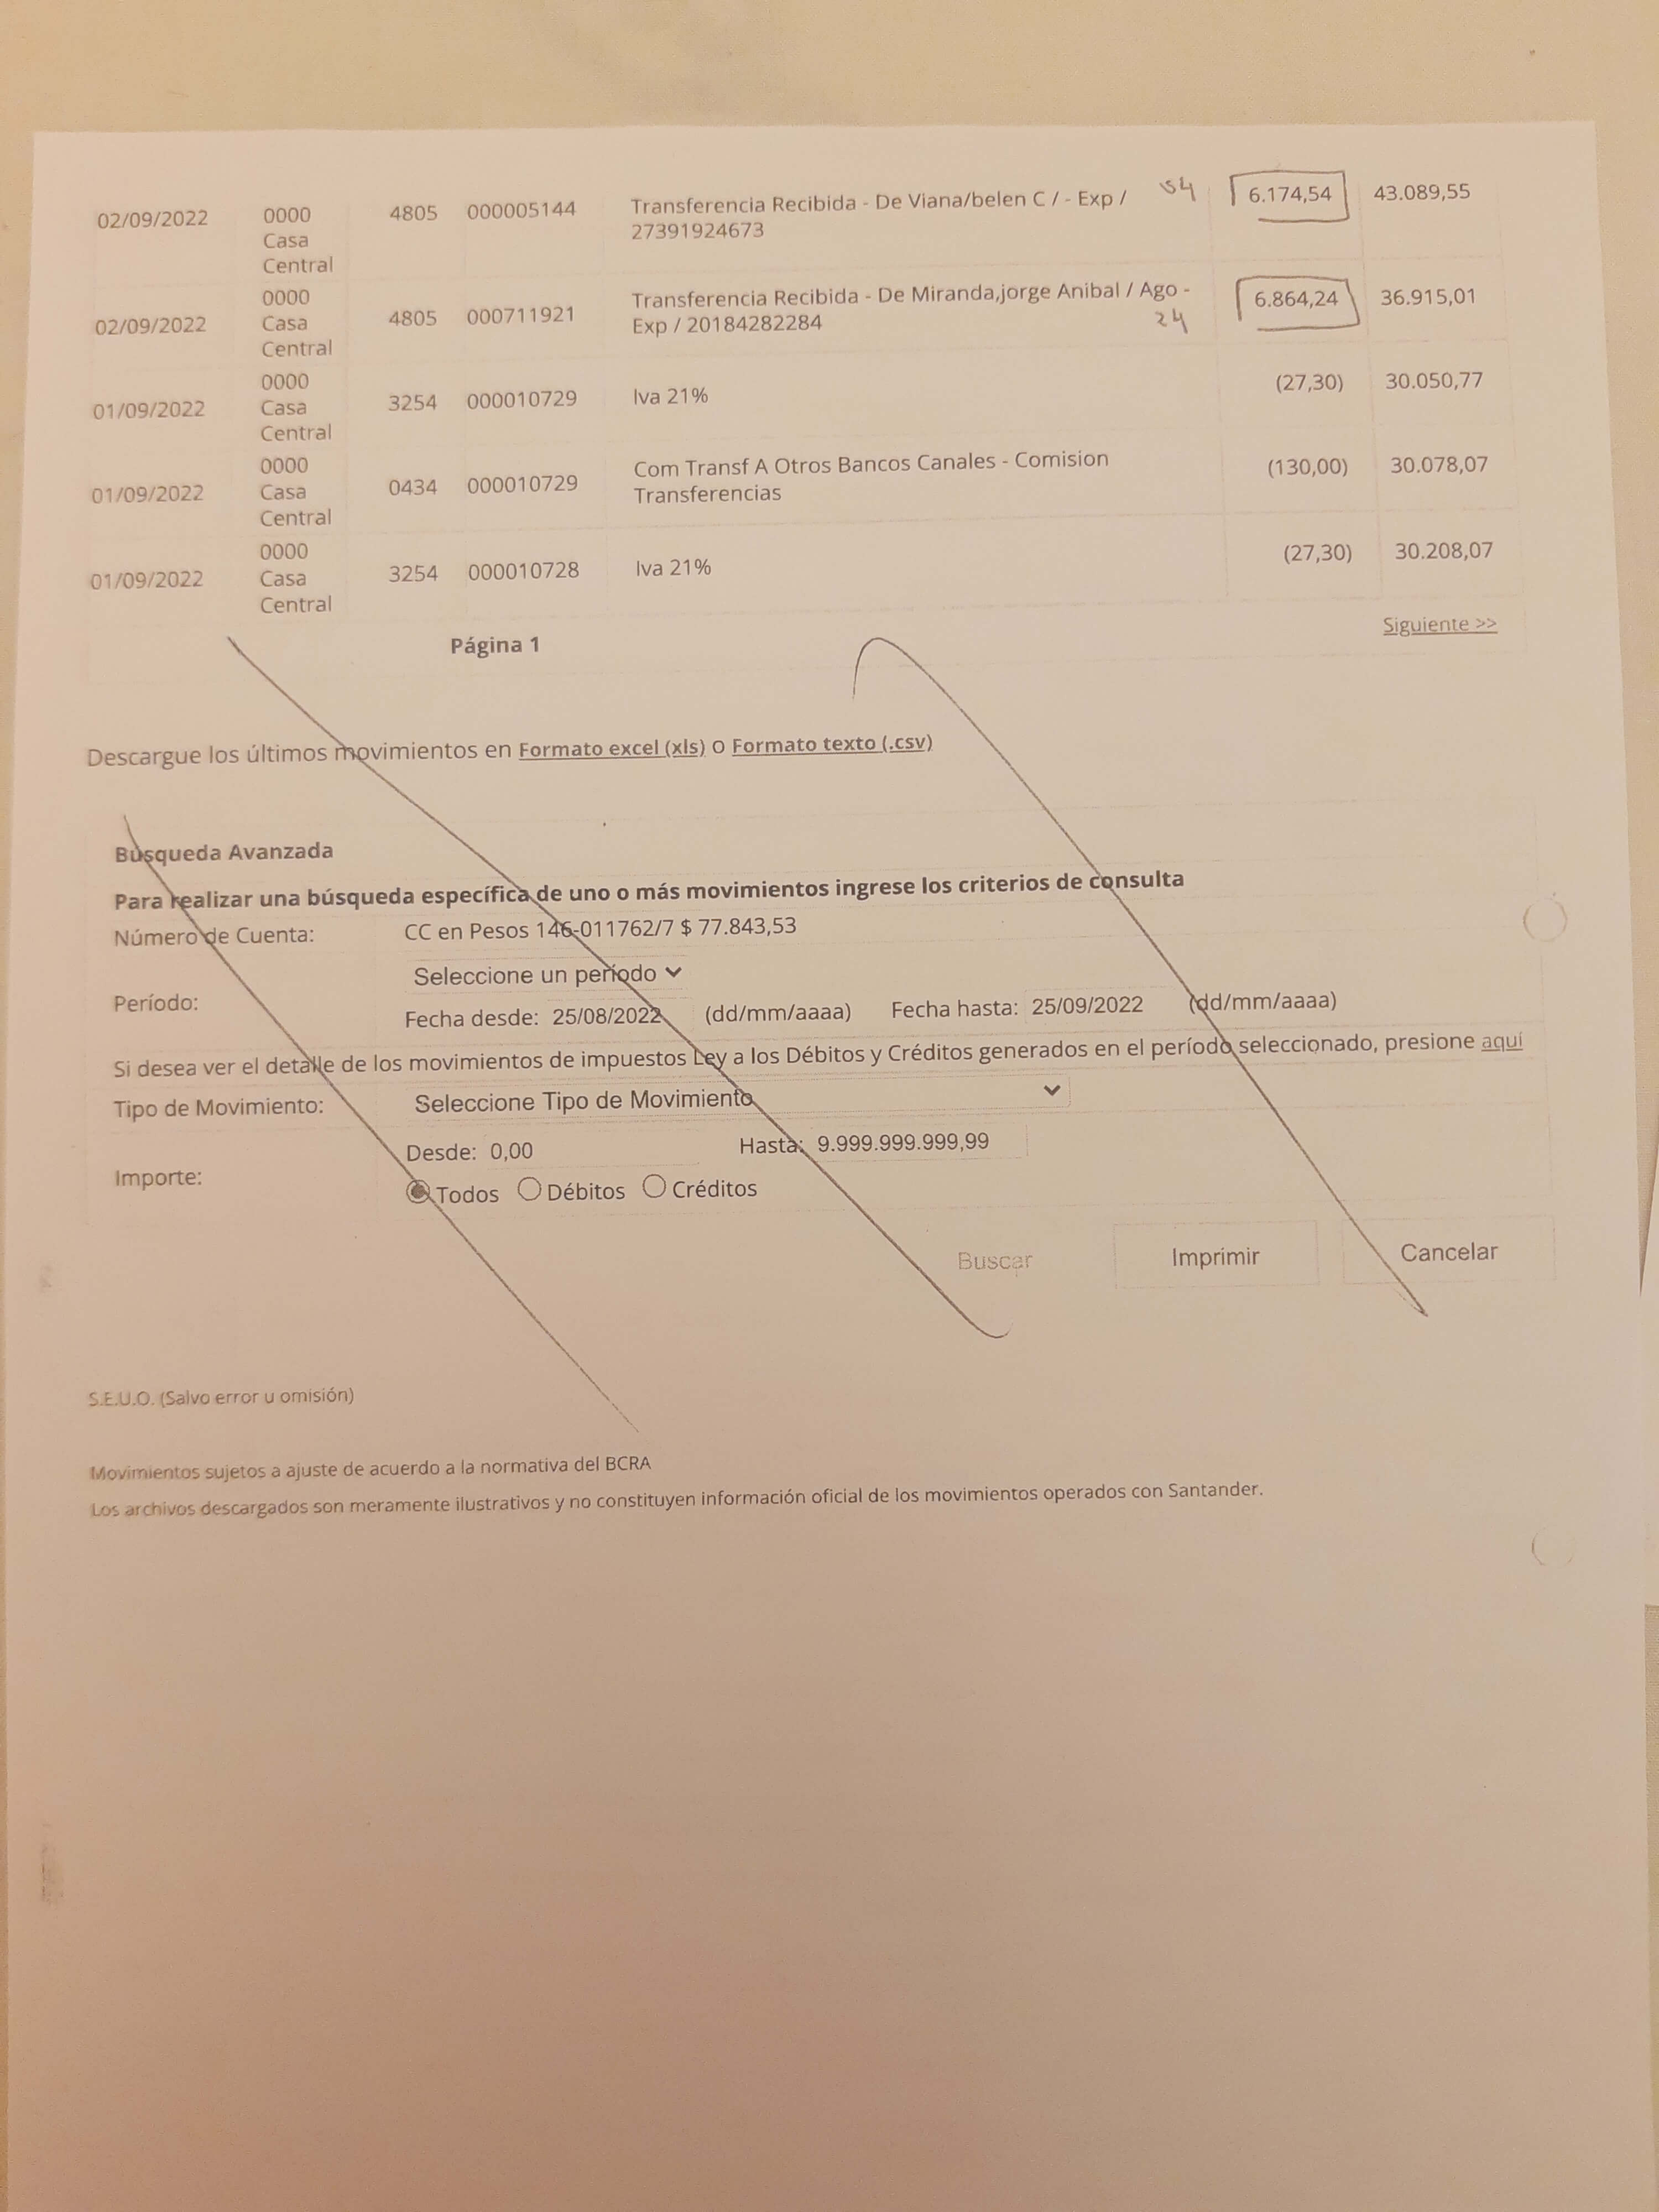 02/09/2022 0000 Casa Central 4805 000005144 Transferencia Recibida - De Viana/belen C / - Exp / 27391924673 6.174,54 43.089,55
02/09/2022 0000 Casa Central 4805 000711921 Transferencia Recibida - De Miranda,jorge Anibal / Ago - Exp / 20184282284 24 6.864,24 36.915,01
01/09/2022 0000 Casa Central 3254 000010729 Iva 21% (27,30) 30.050,77
01/09/2022 0000 Casa Central 0434 000010729 Com Transf A Otros Bancos Canales - Comision Transferencias (130,00) 30.078,07
01/09/2022 0000 Casa Central 3254 000010728 Iva 21% (27,30) 30.208,07
Siguiente >>
Página 1
Descargue los últimos movimientos en Formato excel (xls) O Formato texto (.csv)
Búsqueda Avanzada
Para realizar una búsqueda específica de uno o más movimientos ingrese los criterios de consulta
Número de Cuenta: CC en Pesos 146-011762/7 $ 77.843,53
Seleccione un período
Período:
Fecha desde: 25/08/2022 (dd/mm/aaaa) Fecha hasta: 25/09/2022 (dd/mm/aaaa)
Si desea ver el detalle de los movimientos de impuestos Ley a los Débitos y Créditos generados en el período seleccionado, presione aquí
Tipo de Movimiento: Seleccione Tipo de Movimiento
Desde: 0,00 Hasta: 9.999.999.999,99
Importe:
Todos Débitos Créditos
Buscar Imprimir Cancelar
S.E.U.O. (Salvo error u omisión)
Movimientos sujetos a ajuste de acuerdo a la normativa del BCRA
Los archivos descargados son meramente ilustrativos y no constituyen información oficial de los movimientos operados con Santander.